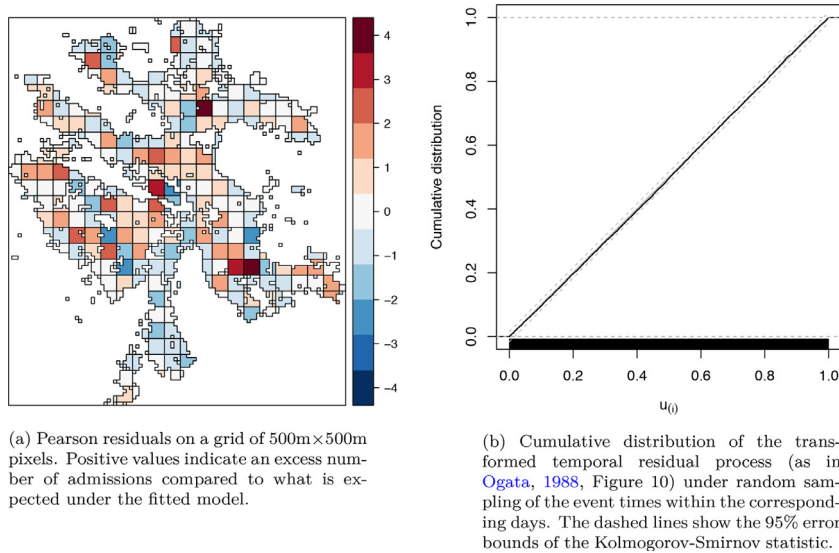 4
3
2
1
0
−1
−2
−3
−4
(a) Pearson residuals on a grid of 500m×500m
pixels. Positive values indicate an excess num-
ber of admissions compared to what is ex-
pected under the fitted model.
Cumulative distribution
1.0
0.8
0.6
0.4
0.2
0.0
0.0 0.2 0.4 0.6 0.8 1.0
u(i)
(b) Cumulative distribution of the trans-
formed temporal residual process (as in
Ogata, 1988, Figure 10) under random sam-
pling of the event times within the correspond-
ing days. The dashed lines show the 95% error
bounds of the Kolmogorov-Smirnov statistic.